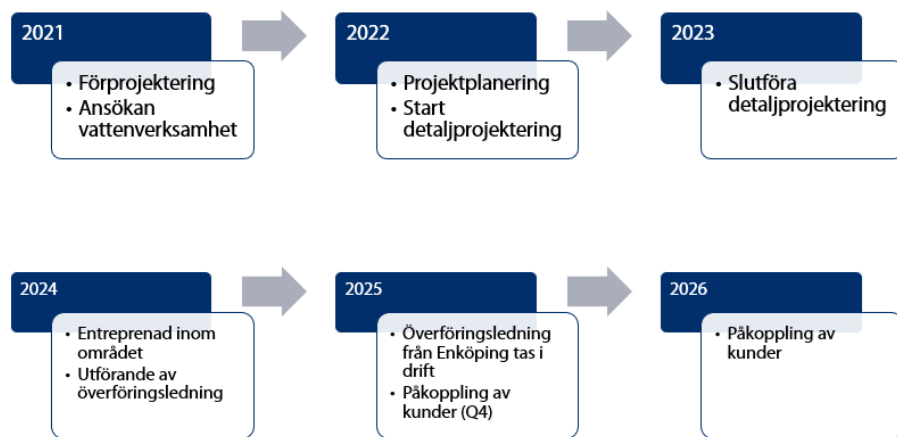 2021
• Förprojektering
• Ansökan
vattenverksamhet
2022
• Projektplanering
• Start
detaljprojektering
2023
• Slutföra
detaljprojektering
2024
• Entreprenad inom
området
• Utförande av
överföringsledning
2025
• Överföringsledning
från Enköping tas i
drift
• Påkoppling av
kunder (Q4)
2026
• Påkoppling av
kunder